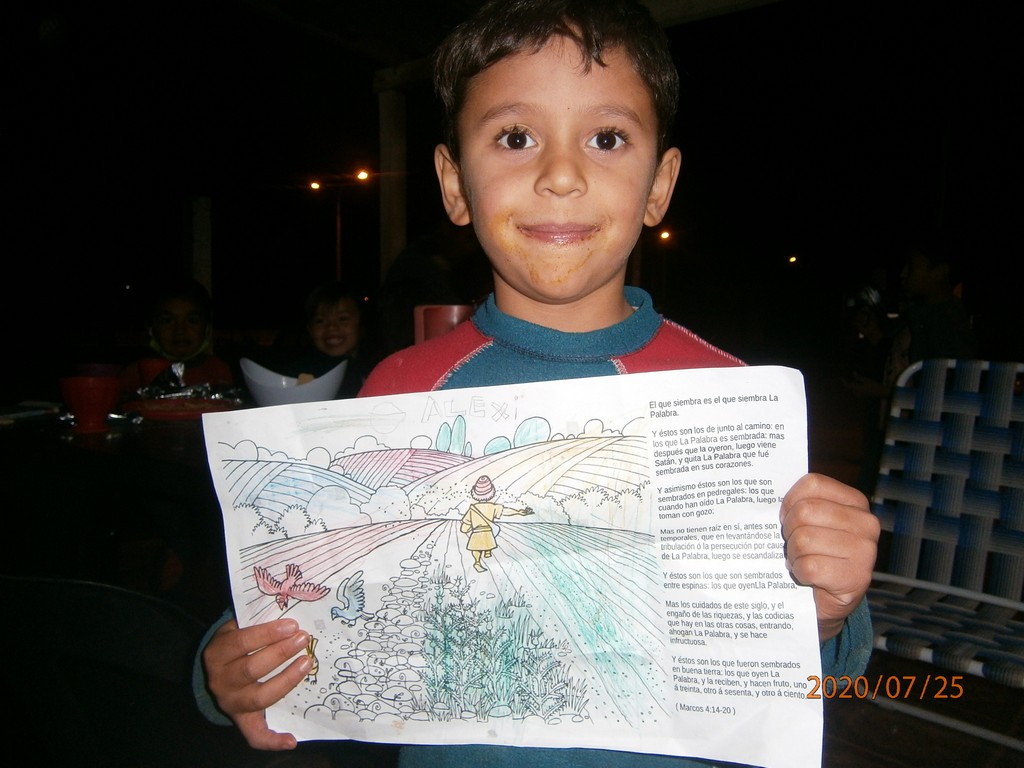 ALEXi
El que siembra es el que siembra La
Palabra.
Y éstos son los de junto al camino: en
los que La Palabra es sembrada: mas
después que la oyeron, luego viene
Satán, y quita La Palabra que fué
sembrada en sus corazones.
Y asimismo éstos son los que son
sembrados en pedregales: los que
cuando han oído La Palabra, luego la
toman con gozo;
Mas no tienen raíz en sí, antes son
temporales, que en levantándose la
tribulación ó la persecución por caus
de La Palabra, luego se escandaliza
Y éstos son los que son sembrados
entre espinas: los que oyenLla Palabra;
Mas los cuidados de este siglo, y el
engaño de las riquezas, y las codicias
que hay en las otras cosas, entrando,
ahogan La Palabra, y se hace
infructuosa.
Y éstos son los que fueron sembrados
en buena tierra: los que oyen La
Palabra, y la reciben, y hacen fruto, uno
á treinta, otro á sesenta, y otro á ciento
( Marcos 4:14-20 )
2020/07/25